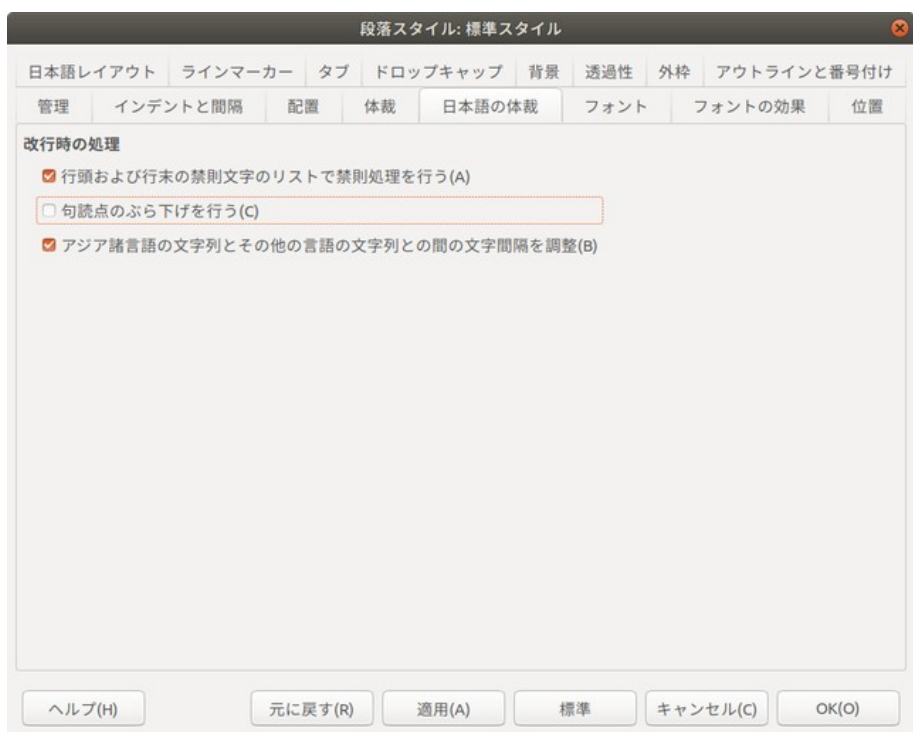 段落スタイル: 標準スタイル
日本語レイアウト ラインマーカー タブ ドロップキャップ 背景 透過性 外枠 アウトラインと番号付け
管理 インデントと間隔 配置 体裁 日本語の体裁 フォント フォントの効果 位置
改行時の処理
行頭および行末の禁則文字のリストで禁則処理を行う(A)
句読点のぶら下げを行う(C)
アジア諸言語の文字列とその他の言語の文字列との間の文字間隔を調整(B)
ヘルプ(H) 元に戻す(R) 適用(A) 標準 キャンセル(C) OK(O)